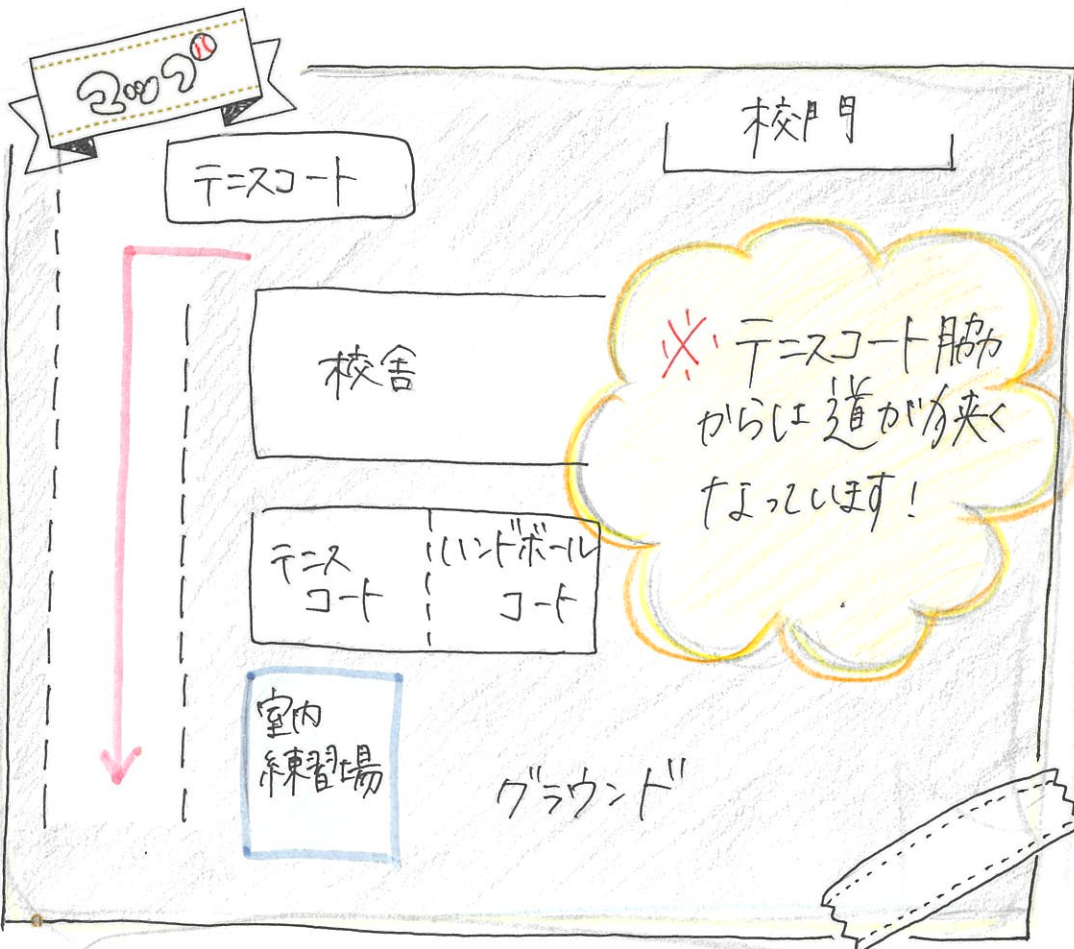 マップ
校門
テニスコート
校舎
※テニスコート脇
からは道が狭く
なっています!
テニス
コート
ハンドボール
コート
室内
練習場
グラウンド